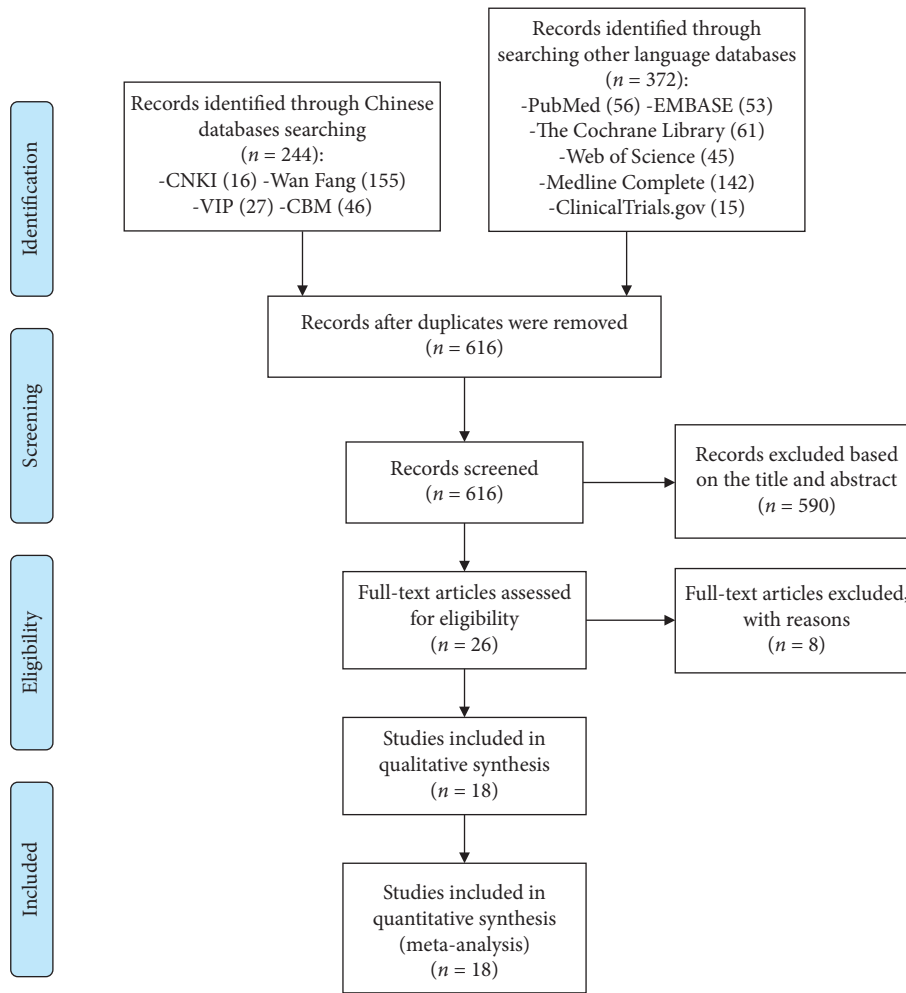 Identification
Records identified through Chinese
databases searching
(n = 244):
-CNKI (16) -Wan Fang (155)
-VIP (27) -CBM (46)
Records identified through
searching other language databases
(n = 372):
-PubMed (56) -EMBASE (53)
-The Cochrane Library (61)
-Web of Science (45)
-Medline Complete (142)
-ClinicalTrials.gov (15)
Records after duplicates were removed
(n = 616)
Screening
Records screened
(n = 616)
Records excluded based
on the title and abstract
(n = 590)
Eligibility
Full-text articles assessed
for eligibility
(n = 26)
Full-text articles excluded,
with reasons
(n = 8)
Studies included in
qualitative synthesis
(n = 18)
Included
Studies included in
quantitative synthesis
(meta-analysis)
(n = 18)